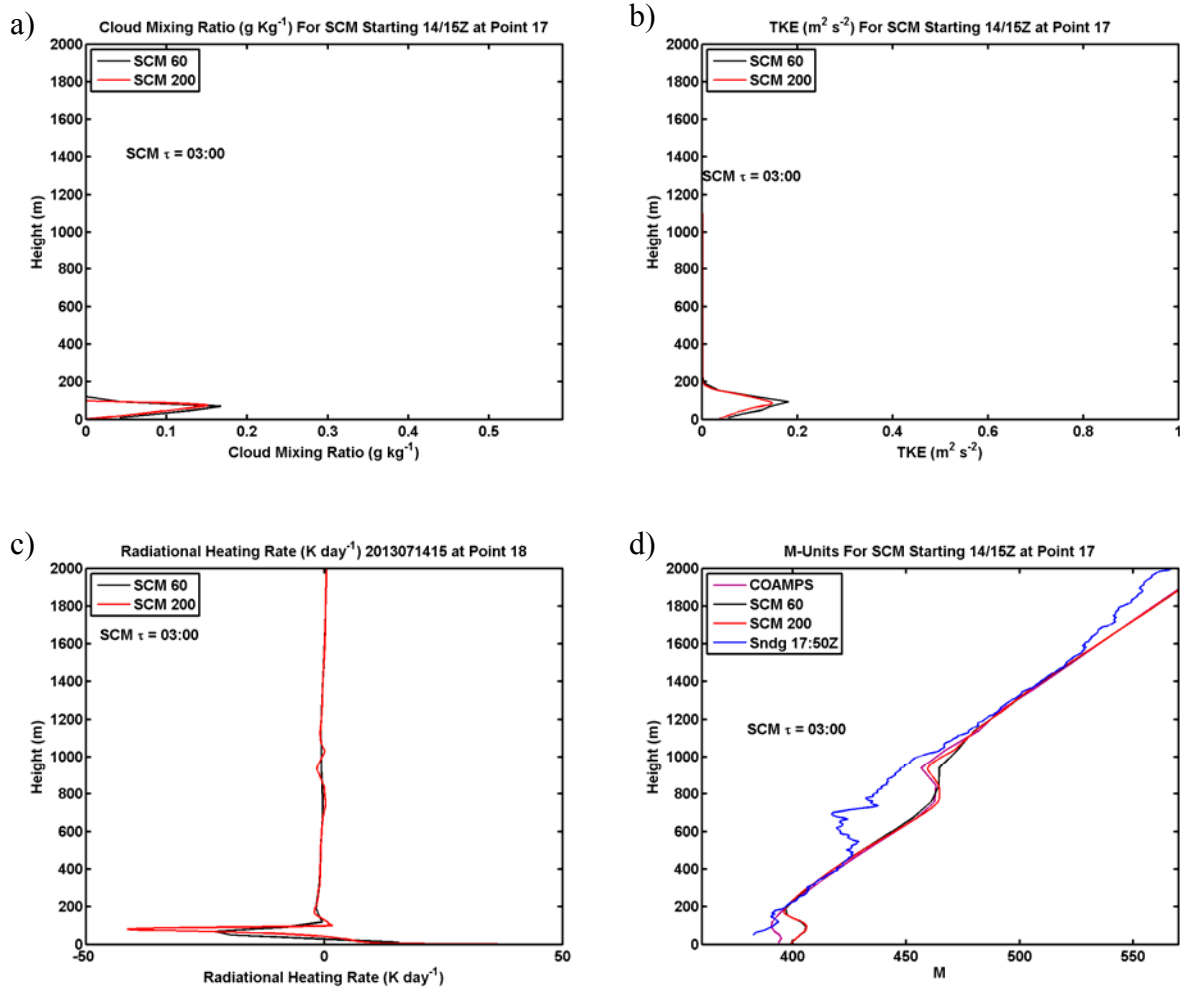 a)
Cloud Mixing Ratio (g Kg-1) For SCM Starting 14/15Z at Point 17
2000
1800
1600
1400
1200
1000
800
600
400
200
0
Height (m)
SCM 60
SCM 200
SCM τ = 03:00
0 0.1 0.2 0.3 0.4 0.5
Cloud Mixing Ratio (g kg-1)
b)
TKE (m2 s-2) For SCM Starting 14/15Z at Point 17
2000
1800
1600
1400
1200
1000
800
600
400
200
0
Height (m)
SCM 60
SCM 200
SCM τ = 03:00
0 0.2 0.4 0.6 0.8 1
TKE (m2 s-2)
c)
Radiational Heating Rate (K day-1) 2013071415 at Point 18
2000
1800
1600
1400
1200
1000
800
600
400
200
0
Height (m)
SCM 60
SCM 200
SCM τ = 03:00
-50 0 50
Radiational Heating Rate (K day-1)
d)
M-Units For SCM Starting 14/15Z at Point 17
2000
1800
1600
1400
1200
1000
800
600
400
200
0
Height (m)
COAMPS
SCM 60
SCM 200
Sndg 17:50Z
SCM τ = 03:00
400 450 500 550
M